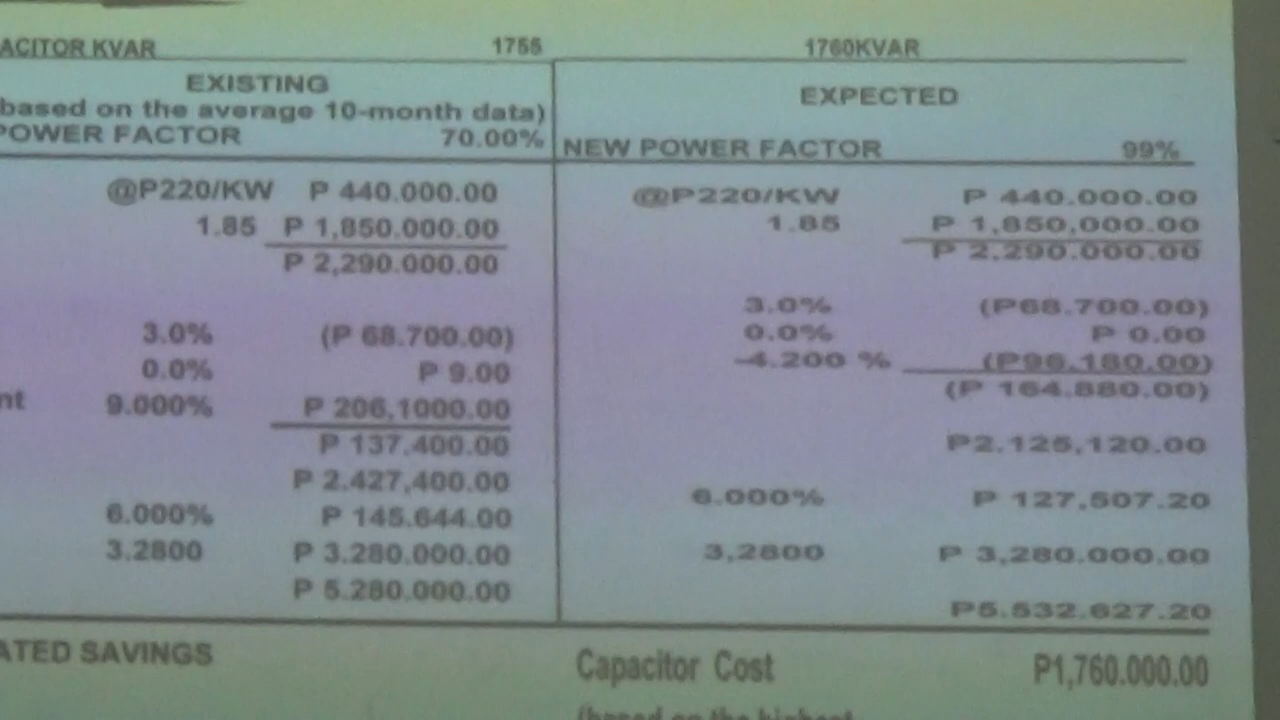 ACITOR KVAR 1755 1760KVAR
EXISTING
(based on the average 10-month data)
POWER FACTOR 70.00%
@P220/KW P 440.000.00
1.85 P 1,850.000.00
P 2,290.000.00
3.0% (P 68.700.00)
0.0% P 9.00
nt 9.000% P 206,1000.00
P 137.400.00
P 2.427,400.00
6.000% P 145.644.00
3,2800 P 3.280.000.00
P 5.280.000.00
ATED SAVINGS
EXPECTED
NEW POWER FACTOR 99%
@P220/KW P 440.000.00
1.85 P 1,850,000.00
P 2.290.000.00
3.0% (P68.700.00)
0.0% P 0.00
-4.200 % (P96,180.00)
(P 164.880.00)
P2.125,120.00
6.000% P 127,507.20
3,2800 P 3,280.000.00
P5.532.627.20
Capacitor Cost P1,760.000.00
(based on the highest